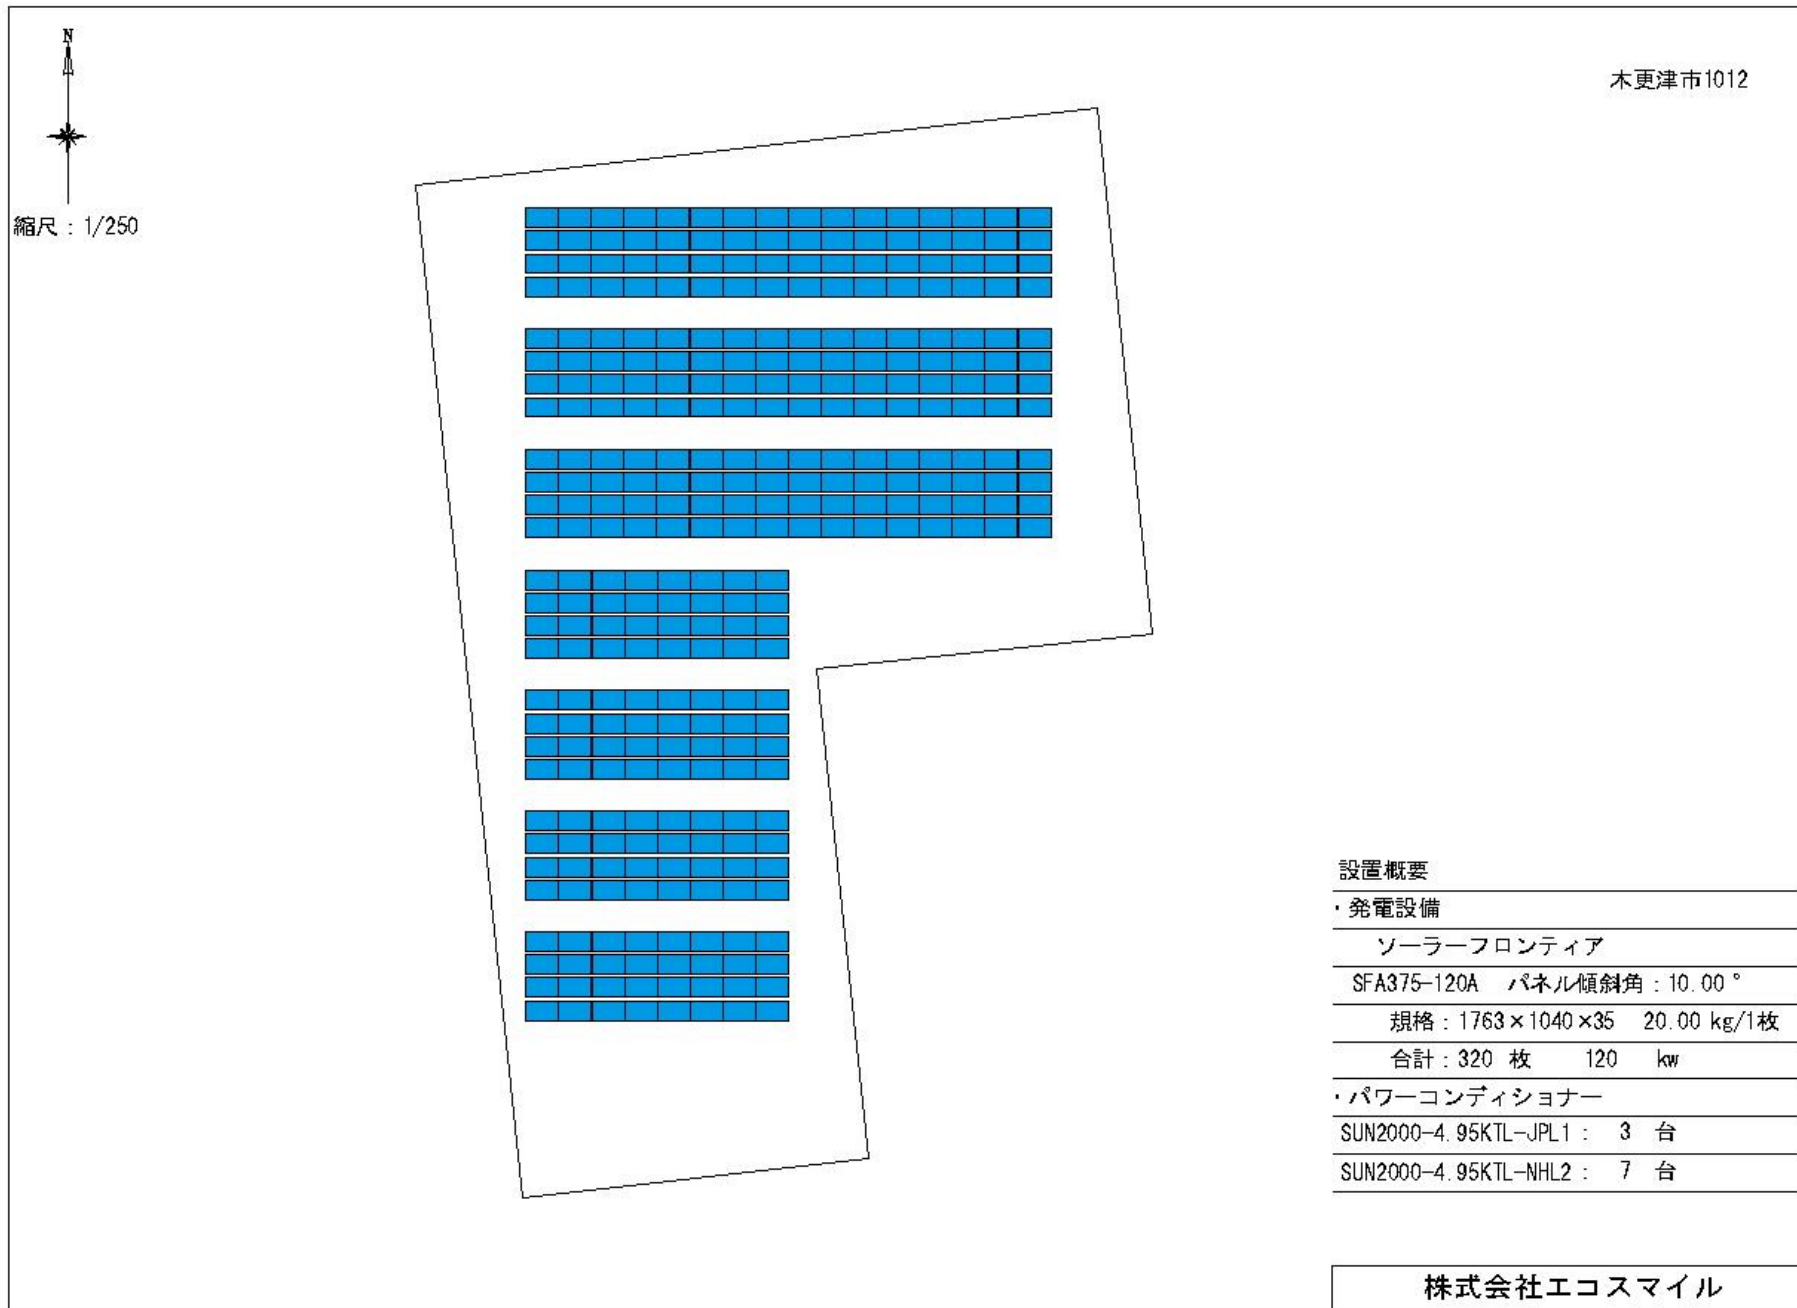 N
木更津市1012
縮尺：1/250
設置概要
・発電設備
ソーラーフロンティア
SFA375-120A パネル傾斜角：10.00°
規格：1763×1040×35 20.00 kg/1枚
合計：320 枚 120 kw
・パワーコンディショナー
SUN2000-4.95KTL-JPL1： 3 台
SUN2000-4.95KTL-NHL2： 7 台
株式会社エコスマイル